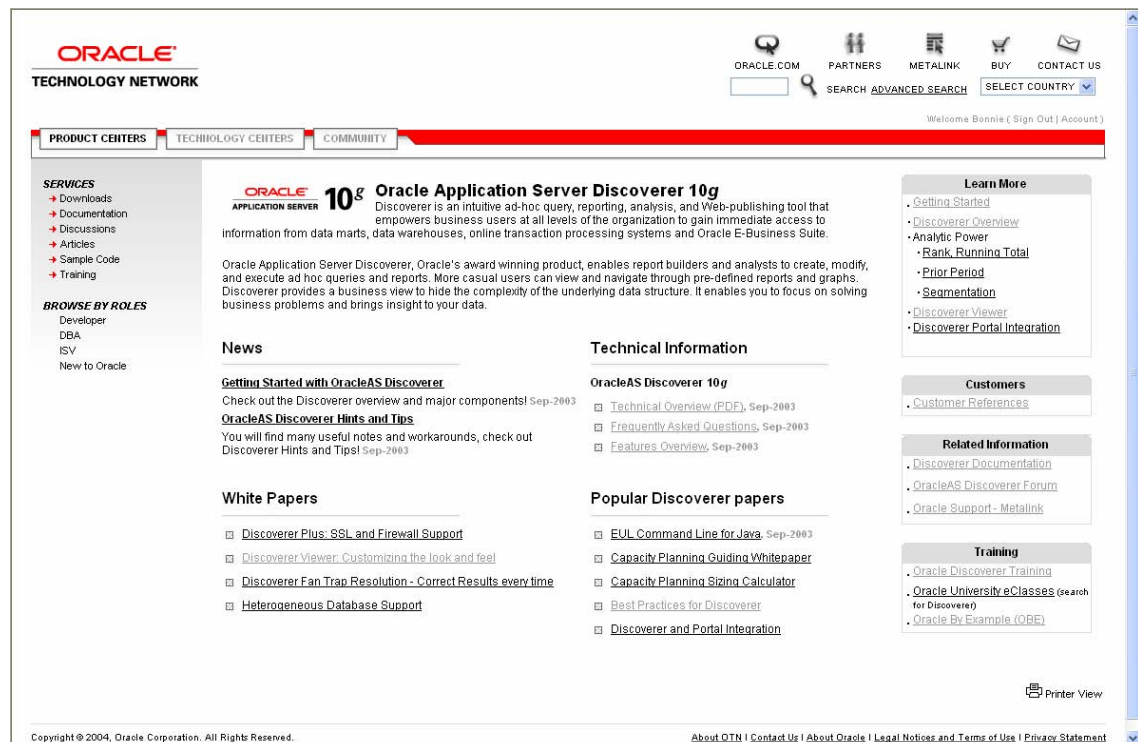 ORACLE
TECHNOLOGY NETWORK
ORACLE.COM PARTNERS METALINK BUY CONTACT US
SEARCH ADVANCED SEARCH SELECT COUNTRY
Welcome Bonnie ( Sign Out | Account )
PRODUCT CENTERS TECHNOLOGY CENTERS COMMUNITY
SERVICES
Downloads
Documentation
Discussions
Articles
Sample Code
Training
BROWSE BY ROLES
Developer
DBA
ISV
New to Oracle
ORACLE
APPLICATION SERVER 10g
Oracle Application Server Discoverer 10g
Discoverer is an intuitive ad-hoc query, reporting, analysis, and Web-publishing tool that
empowers business users at all levels of the organization to gain immediate access to
information from data marts, data warehouses, online transaction processing systems and Oracle E-Business Suite.
Oracle Application Server Discoverer, Oracle's award winning product, enables report builders and analysts to create, modify,
and execute ad hoc queries and reports. More casual users can view and navigate through pre-defined reports and graphs.
Discoverer provides a business view to hide the complexity of the underlying data structure. It enables you to focus on solving
business problems and brings insight to your data.
News
Getting Started with OracleAS Discoverer
Check out the Discoverer overview and major components! Sep-2003
OracleAS Discoverer Hints and Tips
You will find many useful notes and workarounds, check out
Discoverer Hints and Tips! Sep-2003
Technical Information
OracleAS Discoverer 10g
Technical Overview (PDF), Sep-2003
Frequently Asked Questions, Sep-2003
Features Overview, Sep-2003
White Papers
Discoverer Plus: SSL and Firewall Support
Discoverer Viewer: Customizing the look and feel
Discoverer Fan Trap Resolution - Correct Results every time
Heterogeneous Database Support
Popular Discoverer papers
EUL Command Line for Java, Sep-2003
Capacity Planning Guiding Whitepaper
Capacity Planning Sizing Calculator
Best Practices for Discoverer
Discoverer and Portal Integration
Learn More
Getting Started
Discoverer Overview
Analytic Power
Rank, Running Total
Prior Period
Segmentation
Discoverer Viewer
Discoverer Portal Integration
Customers
Customer References
Related Information
Discoverer Documentation
OracleAS Discoverer Forum
Oracle Support - Metalink
Training
Oracle Discoverer Training
Oracle University eClasses (search
for Discoverer)
Oracle By Example (OBE)
Printer View
Copyright © 2004, Oracle Corporation. All Rights Reserved.
About OTN | Contact Us | About Oracle | Legal Notices and Terms of Use | Privacy Statement